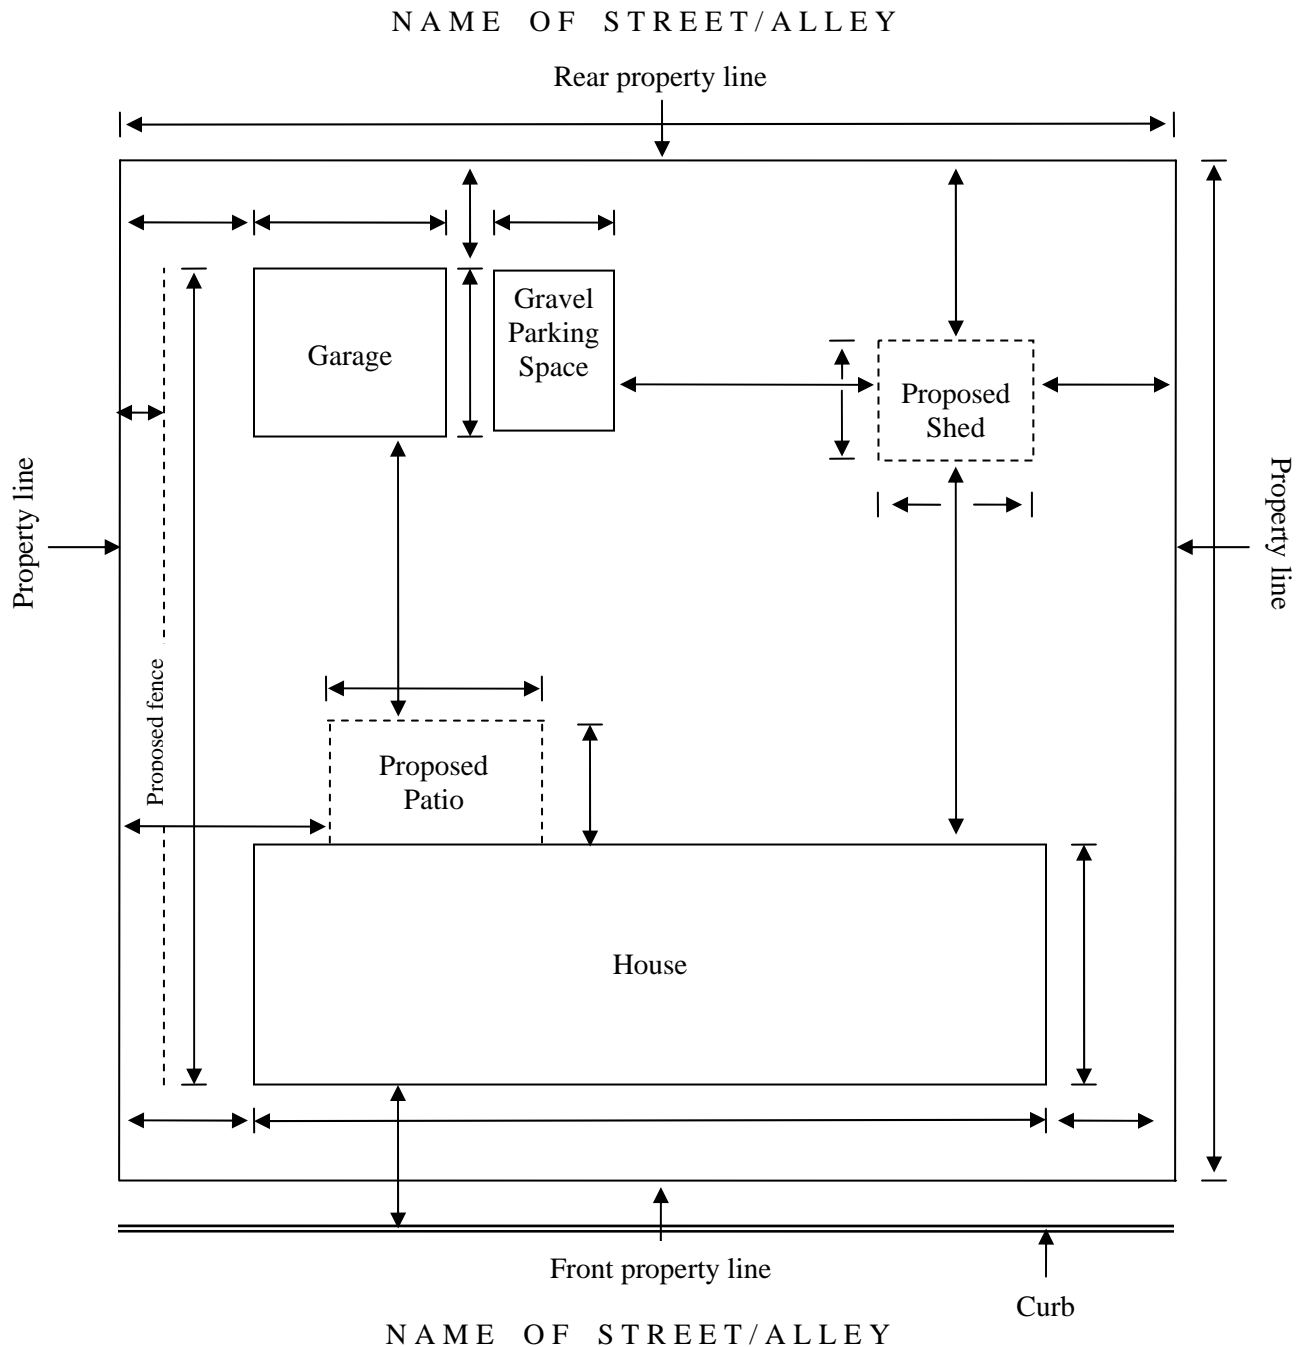 NAME OF STREET/ALLEY
Rear property line
Garage
Gravel
Parking
Space
Proposed
Shed
Property line
Property line
Proposed fence
Proposed
Patio
House
Front property line
Curb
NAME OF STREET/ALLEY